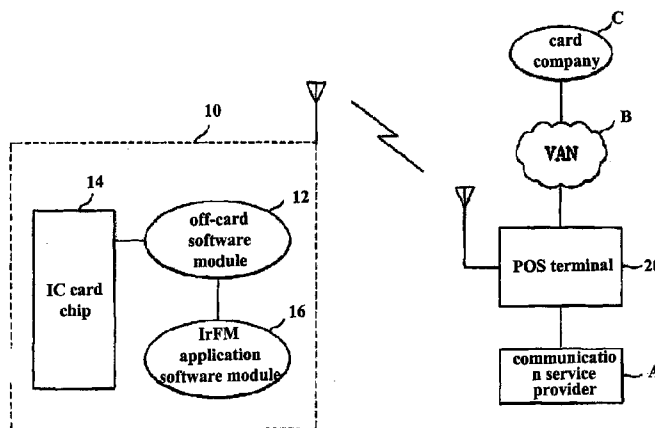 C
card
company
B
VAN
10
14
12
off-card
software
module
IC card
chip
16
IrFM
application
software module
POS terminal
20
communicatio
n service
provider
A